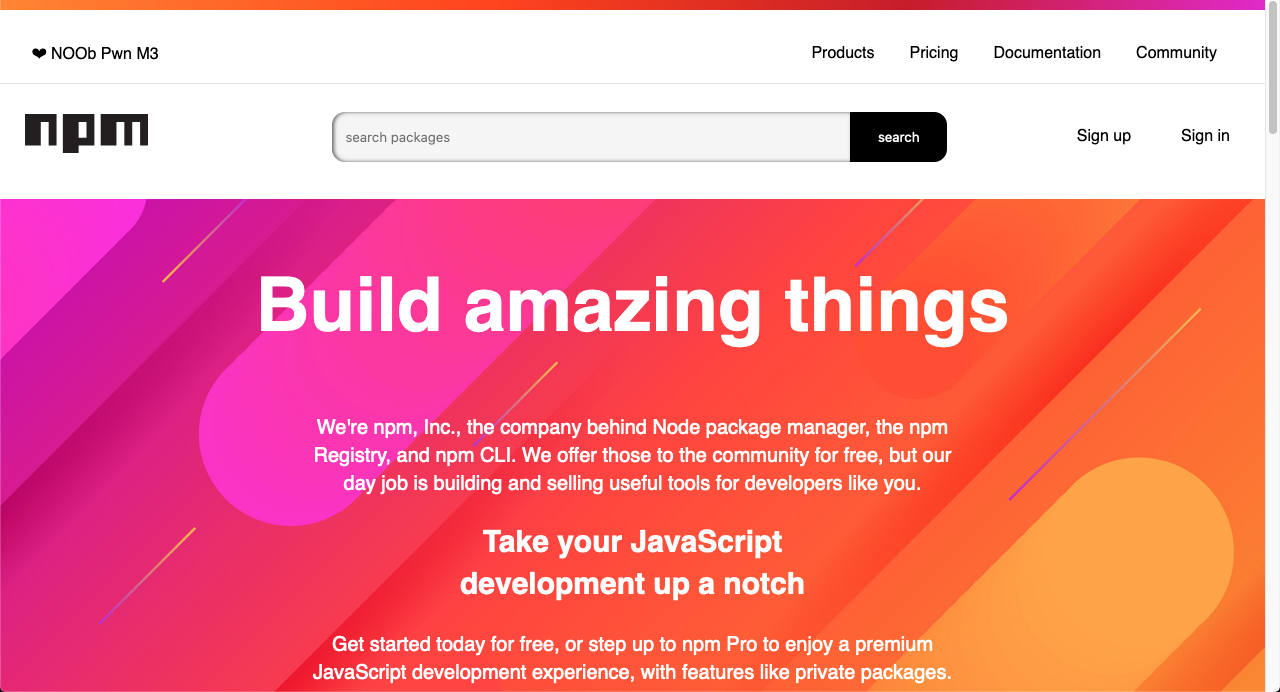 ❤ NOOb Pwn M3
Products Pricing Documentation Community
npm
search packages search
Sign up Sign in
Build amazing things
We're npm, Inc., the company behind Node package manager, the npm
Registry, and npm CLI. We offer those to the community for free, but our
day job is building and selling useful tools for developers like you.
Take your JavaScript
development up a notch
Get started today for free, or step up to npm Pro to enjoy a premium
JavaScript development experience, with features like private packages.